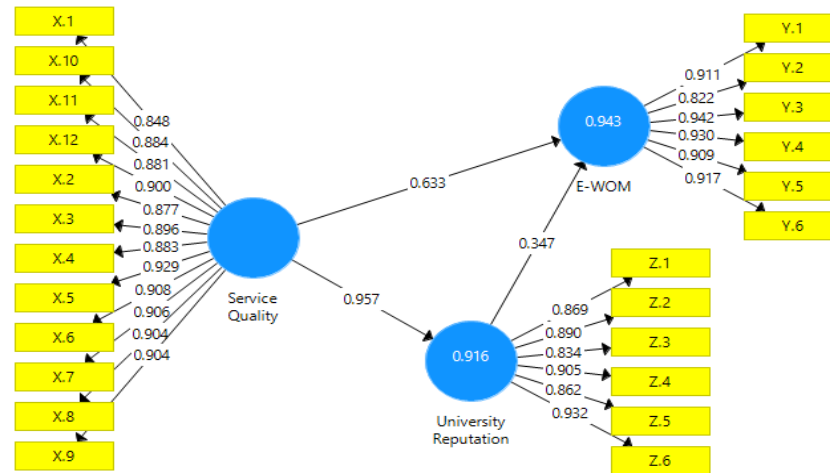 X.1
X.10
X.11
X.12
X.2
X.3
X.4
X.5
X.6
X.7
X.8
X.9
0.848
0.884
0.881
0.900
0.877
0.896
0.883
0.929
0.908
0.906
0.904
0.904
Service
Quality
0.633
0.957
0.347
0.943
E-WOM
0.911
0.822
0.942
0.930
0.909
0.917
Y.1
Y.2
Y.3
Y.4
Y.5
Y.6
0.916
University
Reputation
0.869
0.890
0.834
0.905
0.862
0.932
Z.1
Z.2
Z.3
Z.4
Z.5
Z.6